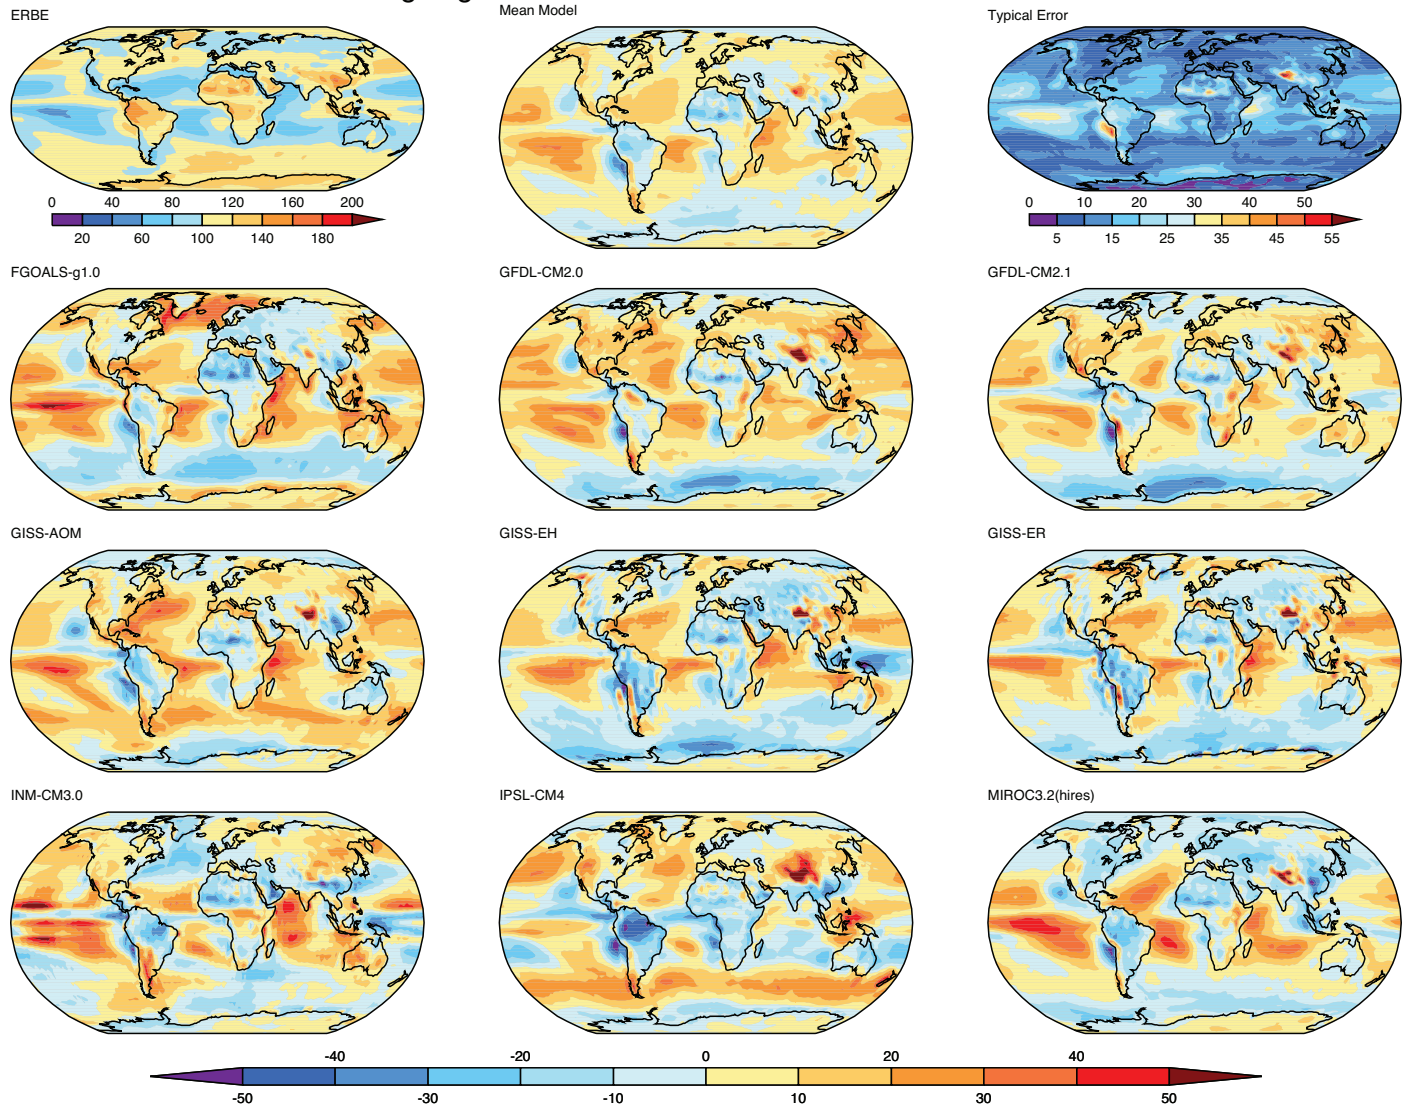 ERBE
Mean Model
Typical Error
0 40 80 120 160 200
20 60 100 140 180
0 10 20 30 40 50
5 15 25 35 45 55
FGOALS-g1.0
GFDL-CM2.0
GFDL-CM2.1
GISS-AOM
GISS-EH
GISS-ER
INM-CM3.0
IPSL-CM4
MIROC3.2(hires)
-40 -20 0 20 40
-50 -30 -10 10 30 50